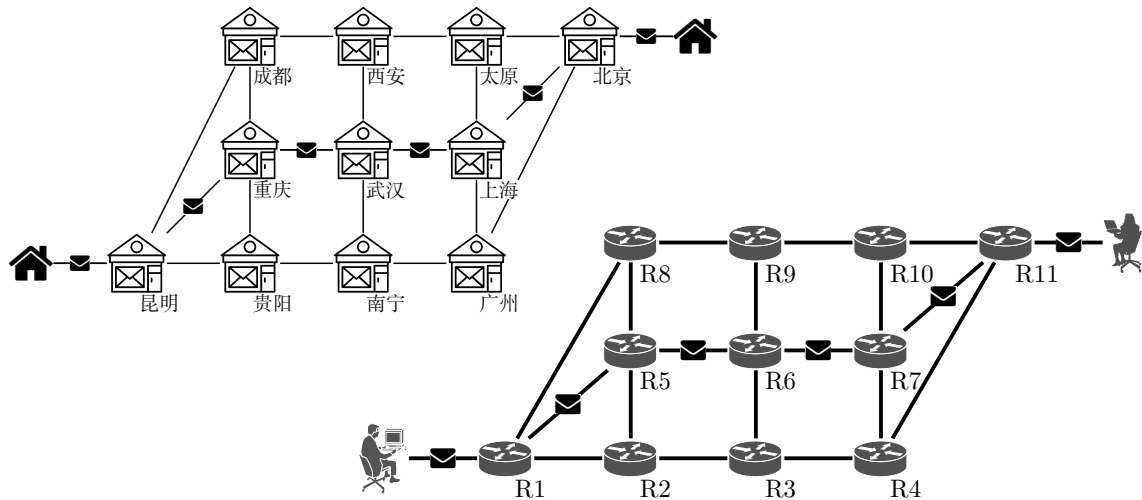 成都
西安
太原
北京
重庆
武汉
上海
昆明
贵阳
南宁
广州
R8
R9
R10
R11
R5
R6
R7
R1
R2
R3
R4